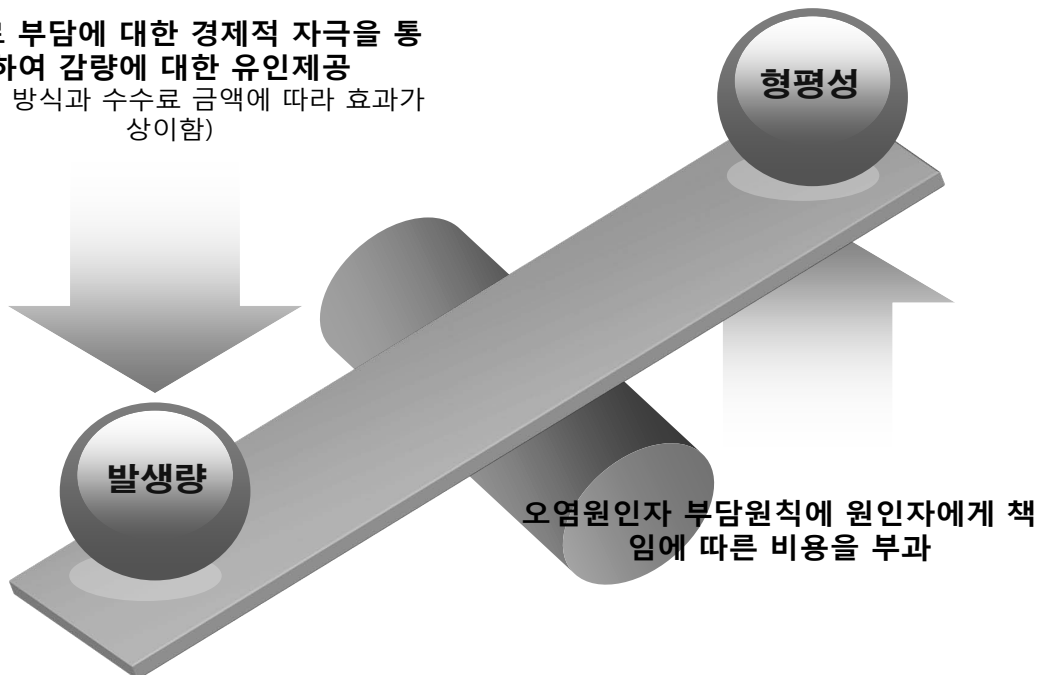 부담에 대한 경제적 자극을 통
하여 감량에 대한 유인제공
방식과 수수료 금액에 따라 효과가
상이함)
형평성
발생량
오염원인자 부담원칙에 원인자에게 책
임에 따른 비용을 부과